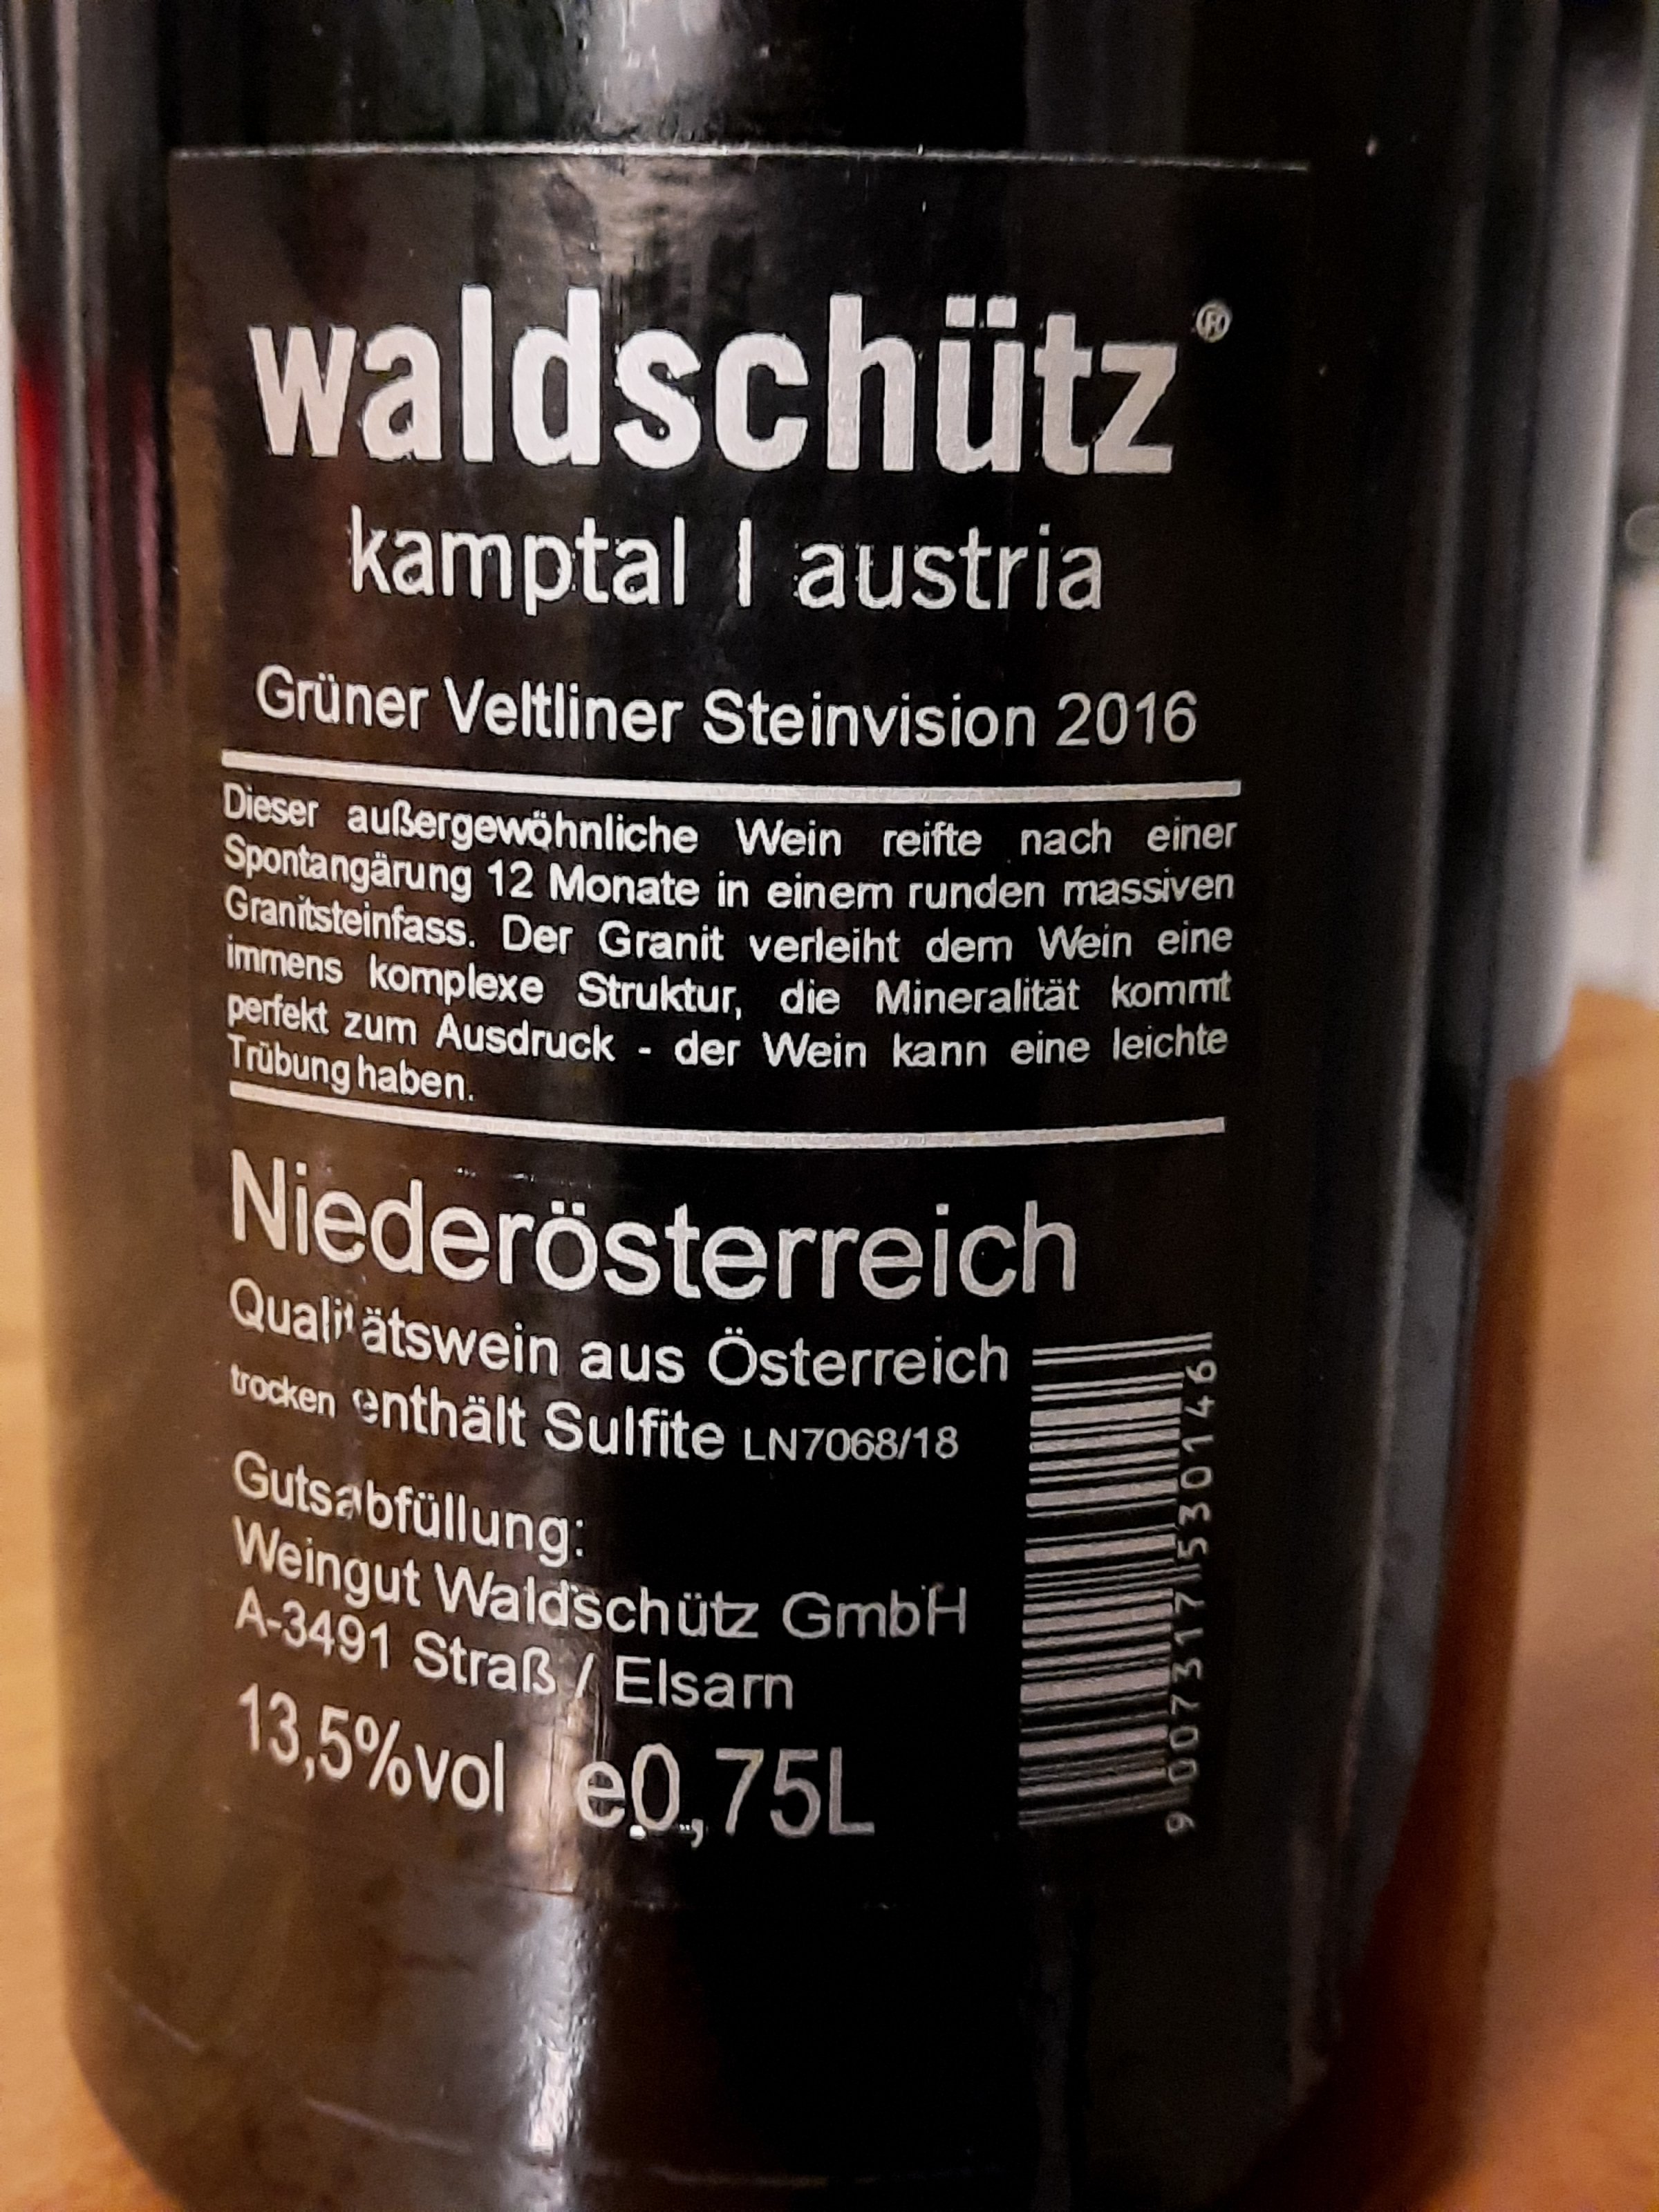 waldschütz®
kamptal | austria
Grüner Veltliner Steinvision 2016
Dieser außergewöhnliche Wein reifte nach einer
Spontangärung 12 Monate in einem runden massiven
Granitsteinfass. Der Granit verleiht dem Wein eine
immens komplexe Struktur, die Mineralität kommt
perfekt zum Ausdruck - der Wein kann eine leichte
Trübung haben.
Niederösterreich
Qualitätswein aus Österreich
trocken enthält Sulfite LN7068/18
Gutsabfüllung:
Weingut Waldschütz GmbH
A-3491 Straß / Elsarn
13,5%vol e0,75L
9 007317 530146